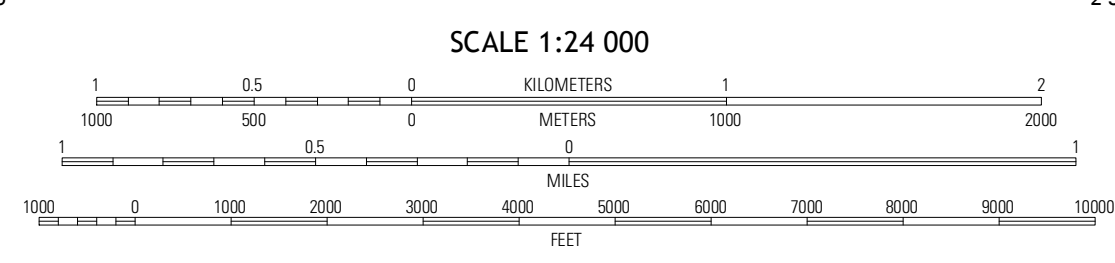 SCALE 1:24 000
1 0.5 0 KILOMETERS 1 2
1000 500 0 METERS 1000 2000
1 0.5 0 1
MILES
1000 0 1000 2000 3000 4000 5000 6000 7000 8000 9000 10000
FEET